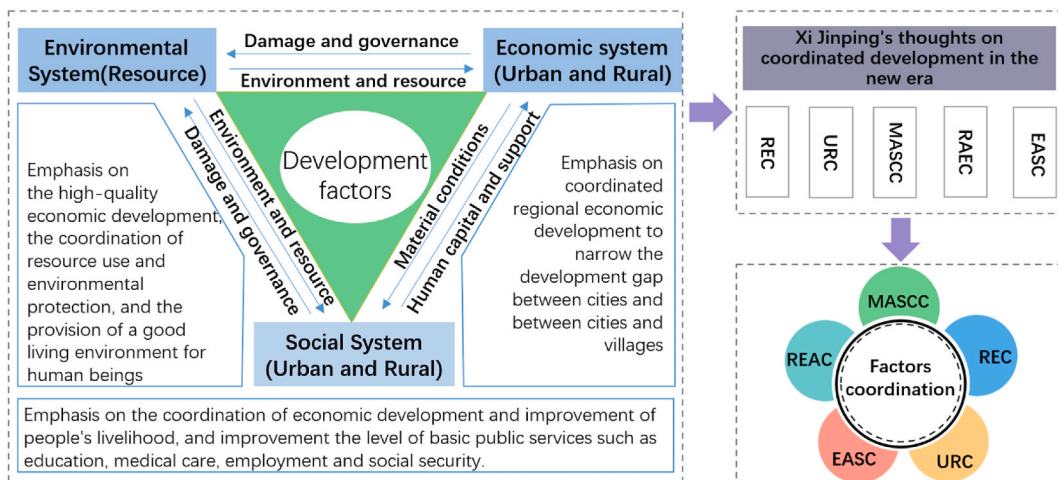 Environmental
System(Resource)
Damage and governance
Environment and resource
Economic system
(Urban and Rural)
Environment and resource
Damage and governance
Development
factors
Material conditions
Human capital and support
Emphasis on
the high-quality
economic development,
the coordination of
resource use and
environmental
protection, and the
provision of a good
living environment for
human beings
Emphasis on
coordinated
regional economic
development to
narrow the
development gap
between cities and
between cities and
villages
Social System
(Urban and Rural)
Emphasis on the coordination of economic development and improvement of
people's livelihood, and improvement the level of basic public services such as
education, medical care, employment and social security.
Xi Jinping's thoughts on
coordinated development in the
new era
REC
URC
MASCC
RAEC
EASC
MASCC
REAC
REC
Factors
coordination
EASC
URC